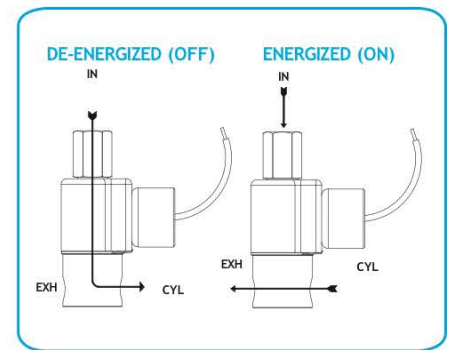 DE-ENERGIZED (OFF)
IN
EXH
CYL
ENERGIZED (ON)
IN
EXH
CYL